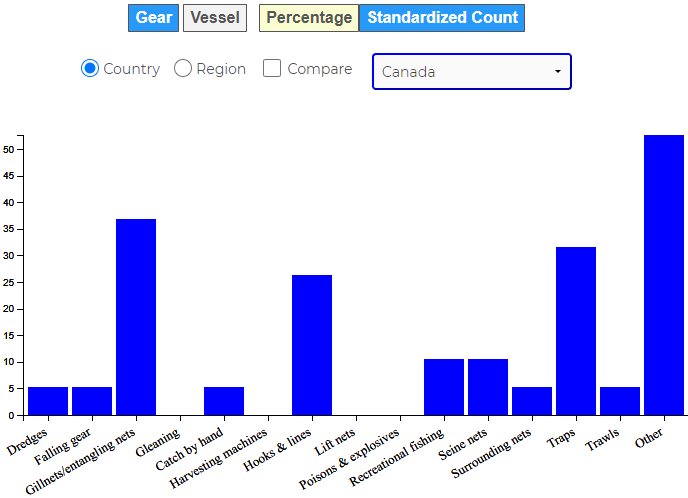 Gear Vessel Percentage Standardized Count
Country Region Compare Canada
50
45
40
35
30
25
20
15
10
5
0
Dredges
Falling gear
Gillnets/entangling nets
Gleaning
Catch by hand
Harvesting machines
Hooks & lines
Lift nets
Poisons & explosives
Recreational fishing
Seine nets
Surrounding nets
Traps
Trawls
Other